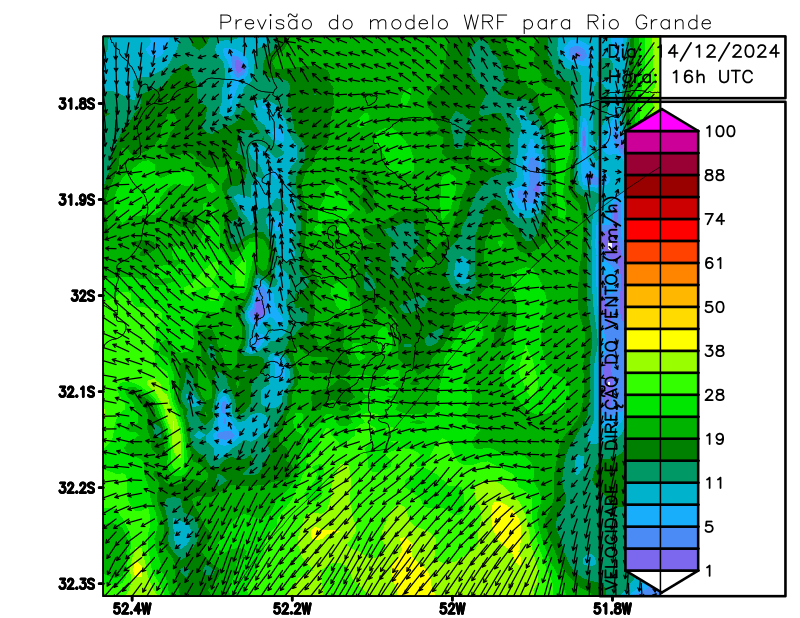 Previsão do modelo WRF para Rio Grande
Dia: 14/12/2024
Hora: 16h UTC
31.8S
31.9S
32S
32.1S
32.2S
32.3S
52.4W
52.2W
52W
51.8W
VELOCIDADE E DIREÇÃO DO VENTO (km/h)
100
88
74
61
50
38
28
19
11
5
1